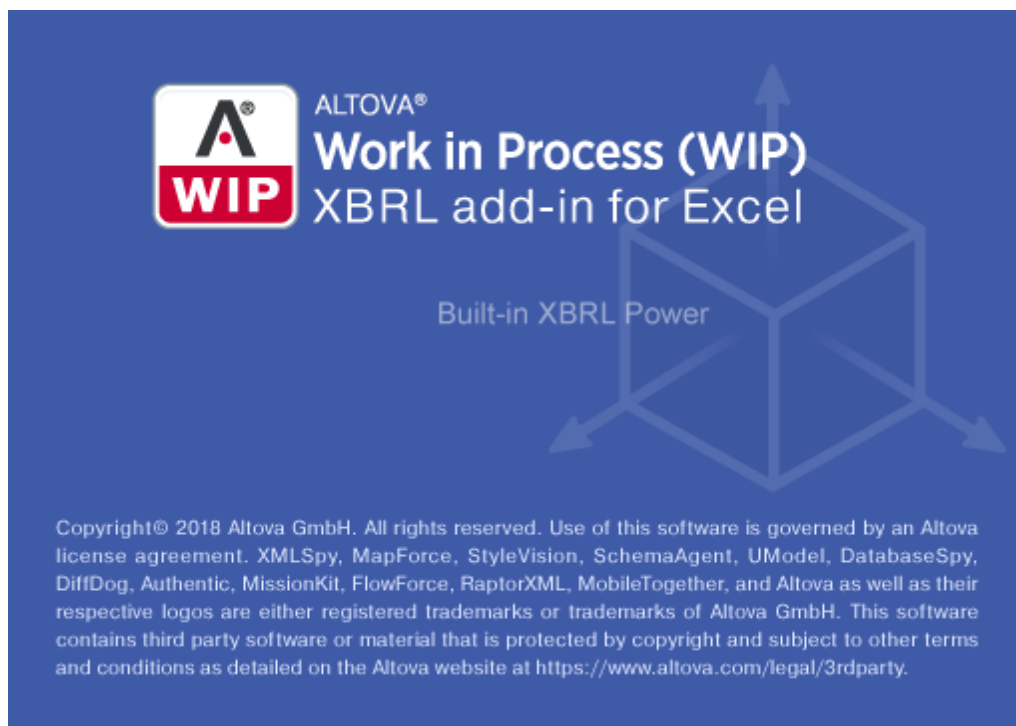 A®
WIP
ALTOVA®
Work in Process (WIP)
XBRL add-in for Excel
Built-in XBRL Power
Copyright© 2018 Altova GmbH. All rights reserved. Use of this software is governed by an Altova
license agreement. XMLSpy, MapForce, StyleVision, SchemaAgent, UModel, DatabaseSpy,
DiffDog, Authentic, MissionKit, FlowForce, RaptorXML, MobileTogether, and Altova as well as their
respective logos are either registered trademarks or trademarks of Altova GmbH. This software
contains third party software or material that is protected by copyright and subject to other terms
and conditions as detailed on the Altova website at https://www.altova.com/legal/3rdparty.